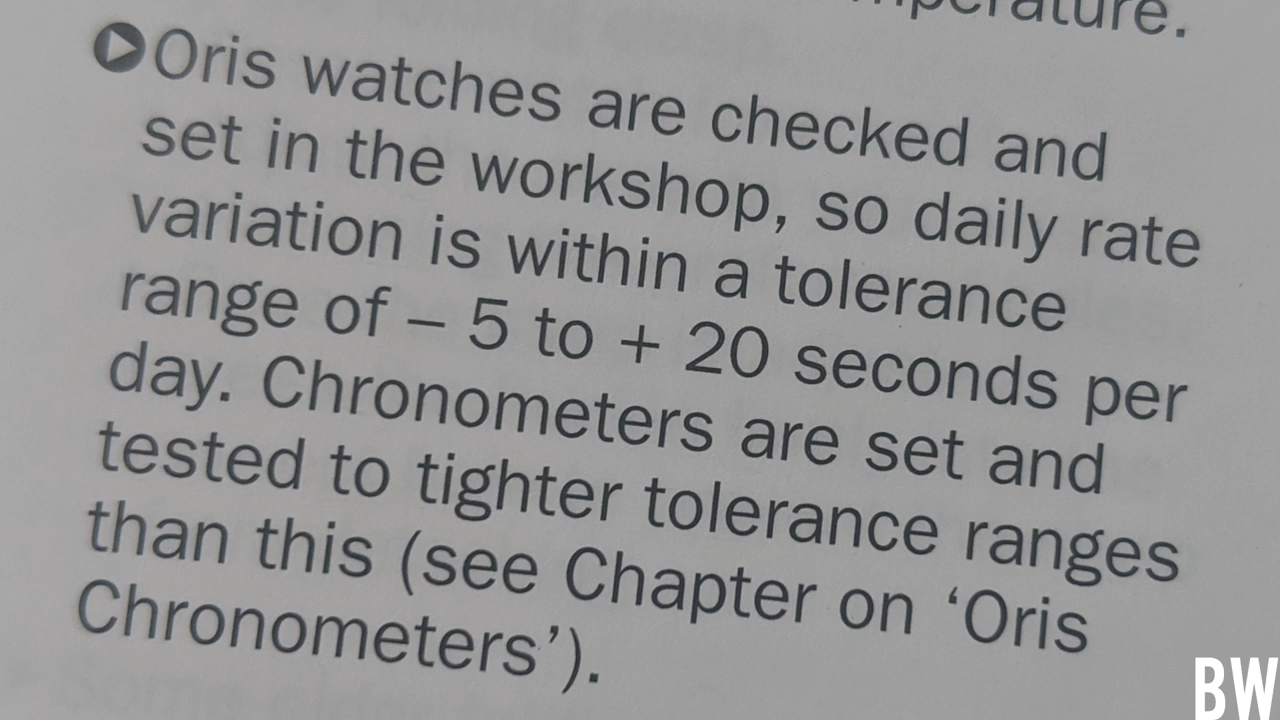 Oris watches are checked and
set in the workshop, so daily rate
variation is within a tolerance
range of – 5 to + 20 seconds per
day. Chronometers are set and
tested to tighter tolerance ranges
than this (see Chapter on ‘Oris
Chronometers’).
BW